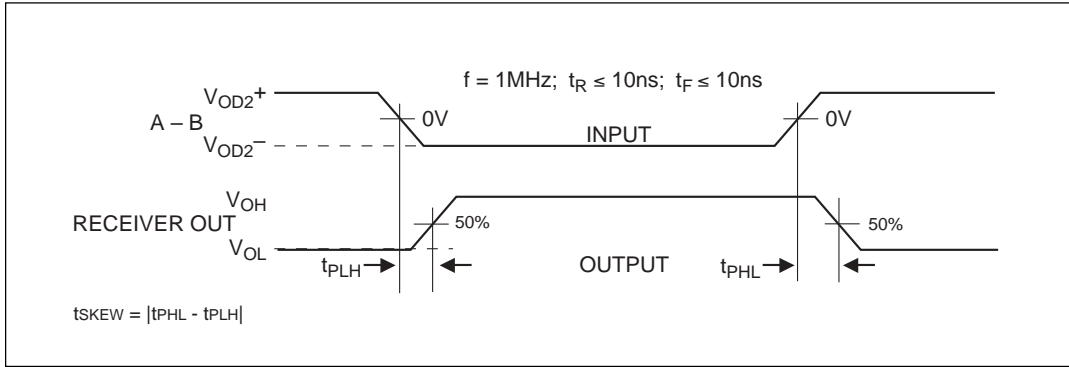 f = 1MHz; tR ≤ 10ns; tF ≤ 10ns
VOD2+
A – B
0V
0V
VOD2–
INPUT
VOH
RECEIVER OUT
50%
50%
VOL
tPLH
OUTPUT
tPHL
tSKEW = |tPHL - tPLH|